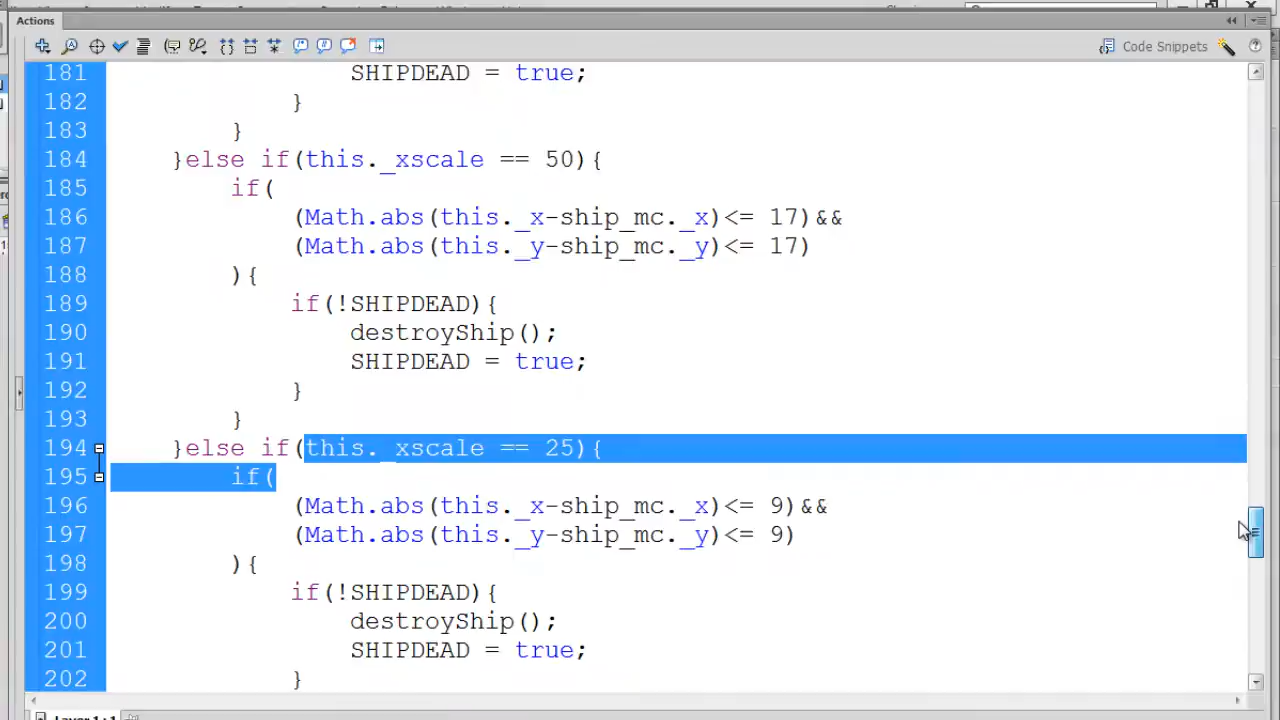 Actions
Code Snippets
181 SHIPDEAD = true;
182 }
183 }
184 }else if(this._xscale == 50){
185 if(
186 (Math.abs(this._x-ship_mc._x)<= 17)&&
187 (Math.abs(this._y-ship_mc._y)<= 17)
188 ){
189 if(!SHIPDEAD){
190 destroyShip();
191 SHIPDEAD = true;
192 }
193 }
194 }else if(this._xscale == 25){
195 if(
196 (Math.abs(this._x-ship_mc._x)<= 9)&&
197 (Math.abs(this._y-ship_mc._y)<= 9)
198 ){
199 if(!SHIPDEAD){
200 destroyShip();
201 SHIPDEAD = true;
202 }